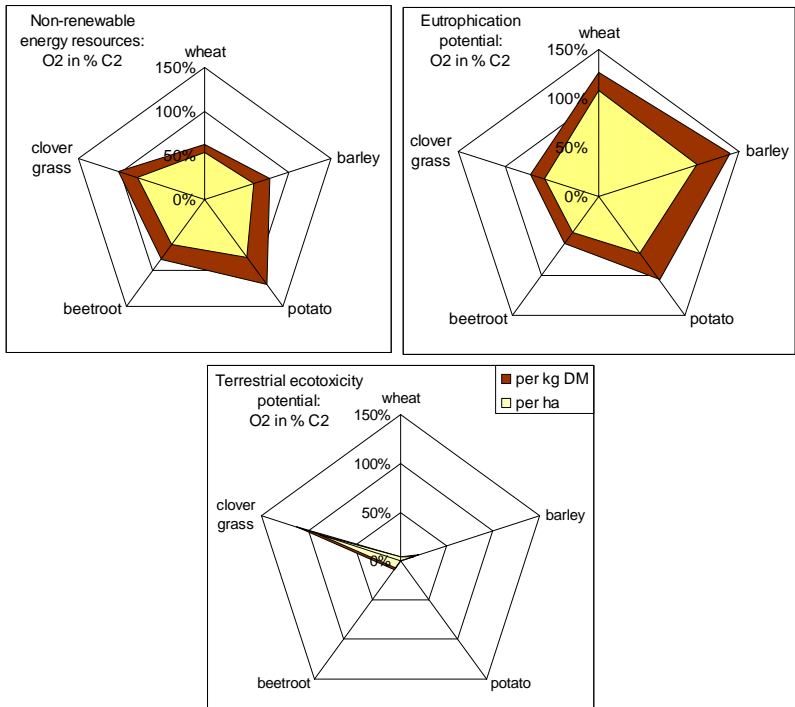 Non-renewable
energy resources:
O2 in % C2
wheat
150%
100%
50%
0%
clover
grass
barley
beetroot
potato
Eutrophication
potential:
O2 in % C2
wheat
150%
100%
50%
0%
clover
grass
barley
beetroot
potato
Terrestrial ecotoxicity
potential:
O2 in % C2
wheat
150%
100%
50%
0%
clover
grass
barley
beetroot
potato
per kg DM
per ha